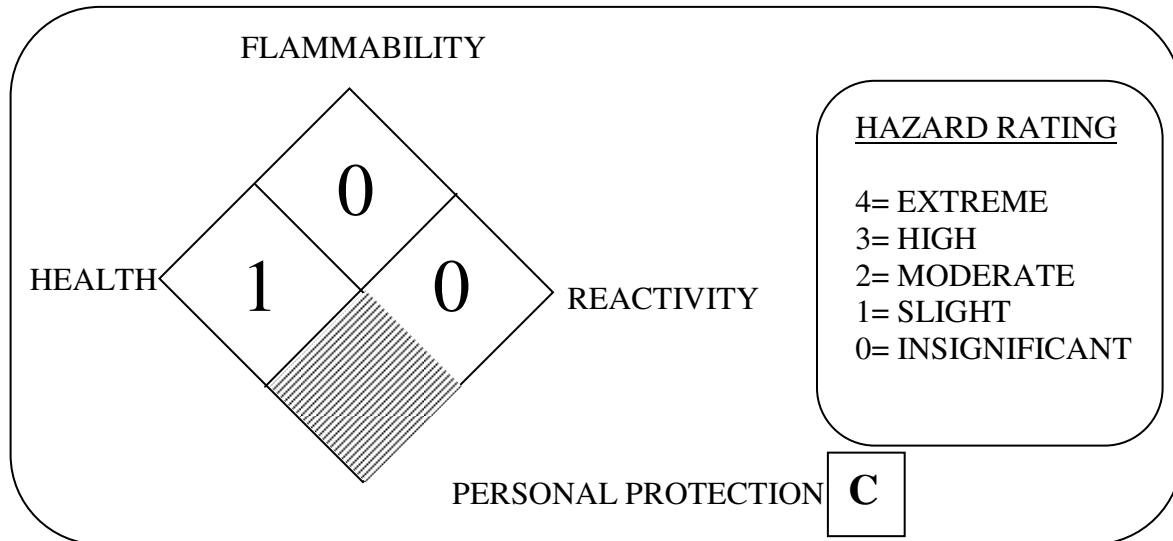 FLAMMABILITY
0
HEALTH
1
0
REACTIVITY
HAZARD RATING
4= EXTREME
3= HIGH
2= MODERATE
1= SLIGHT
0= INSIGNIFICANT
PERSONAL PROTECTION
C